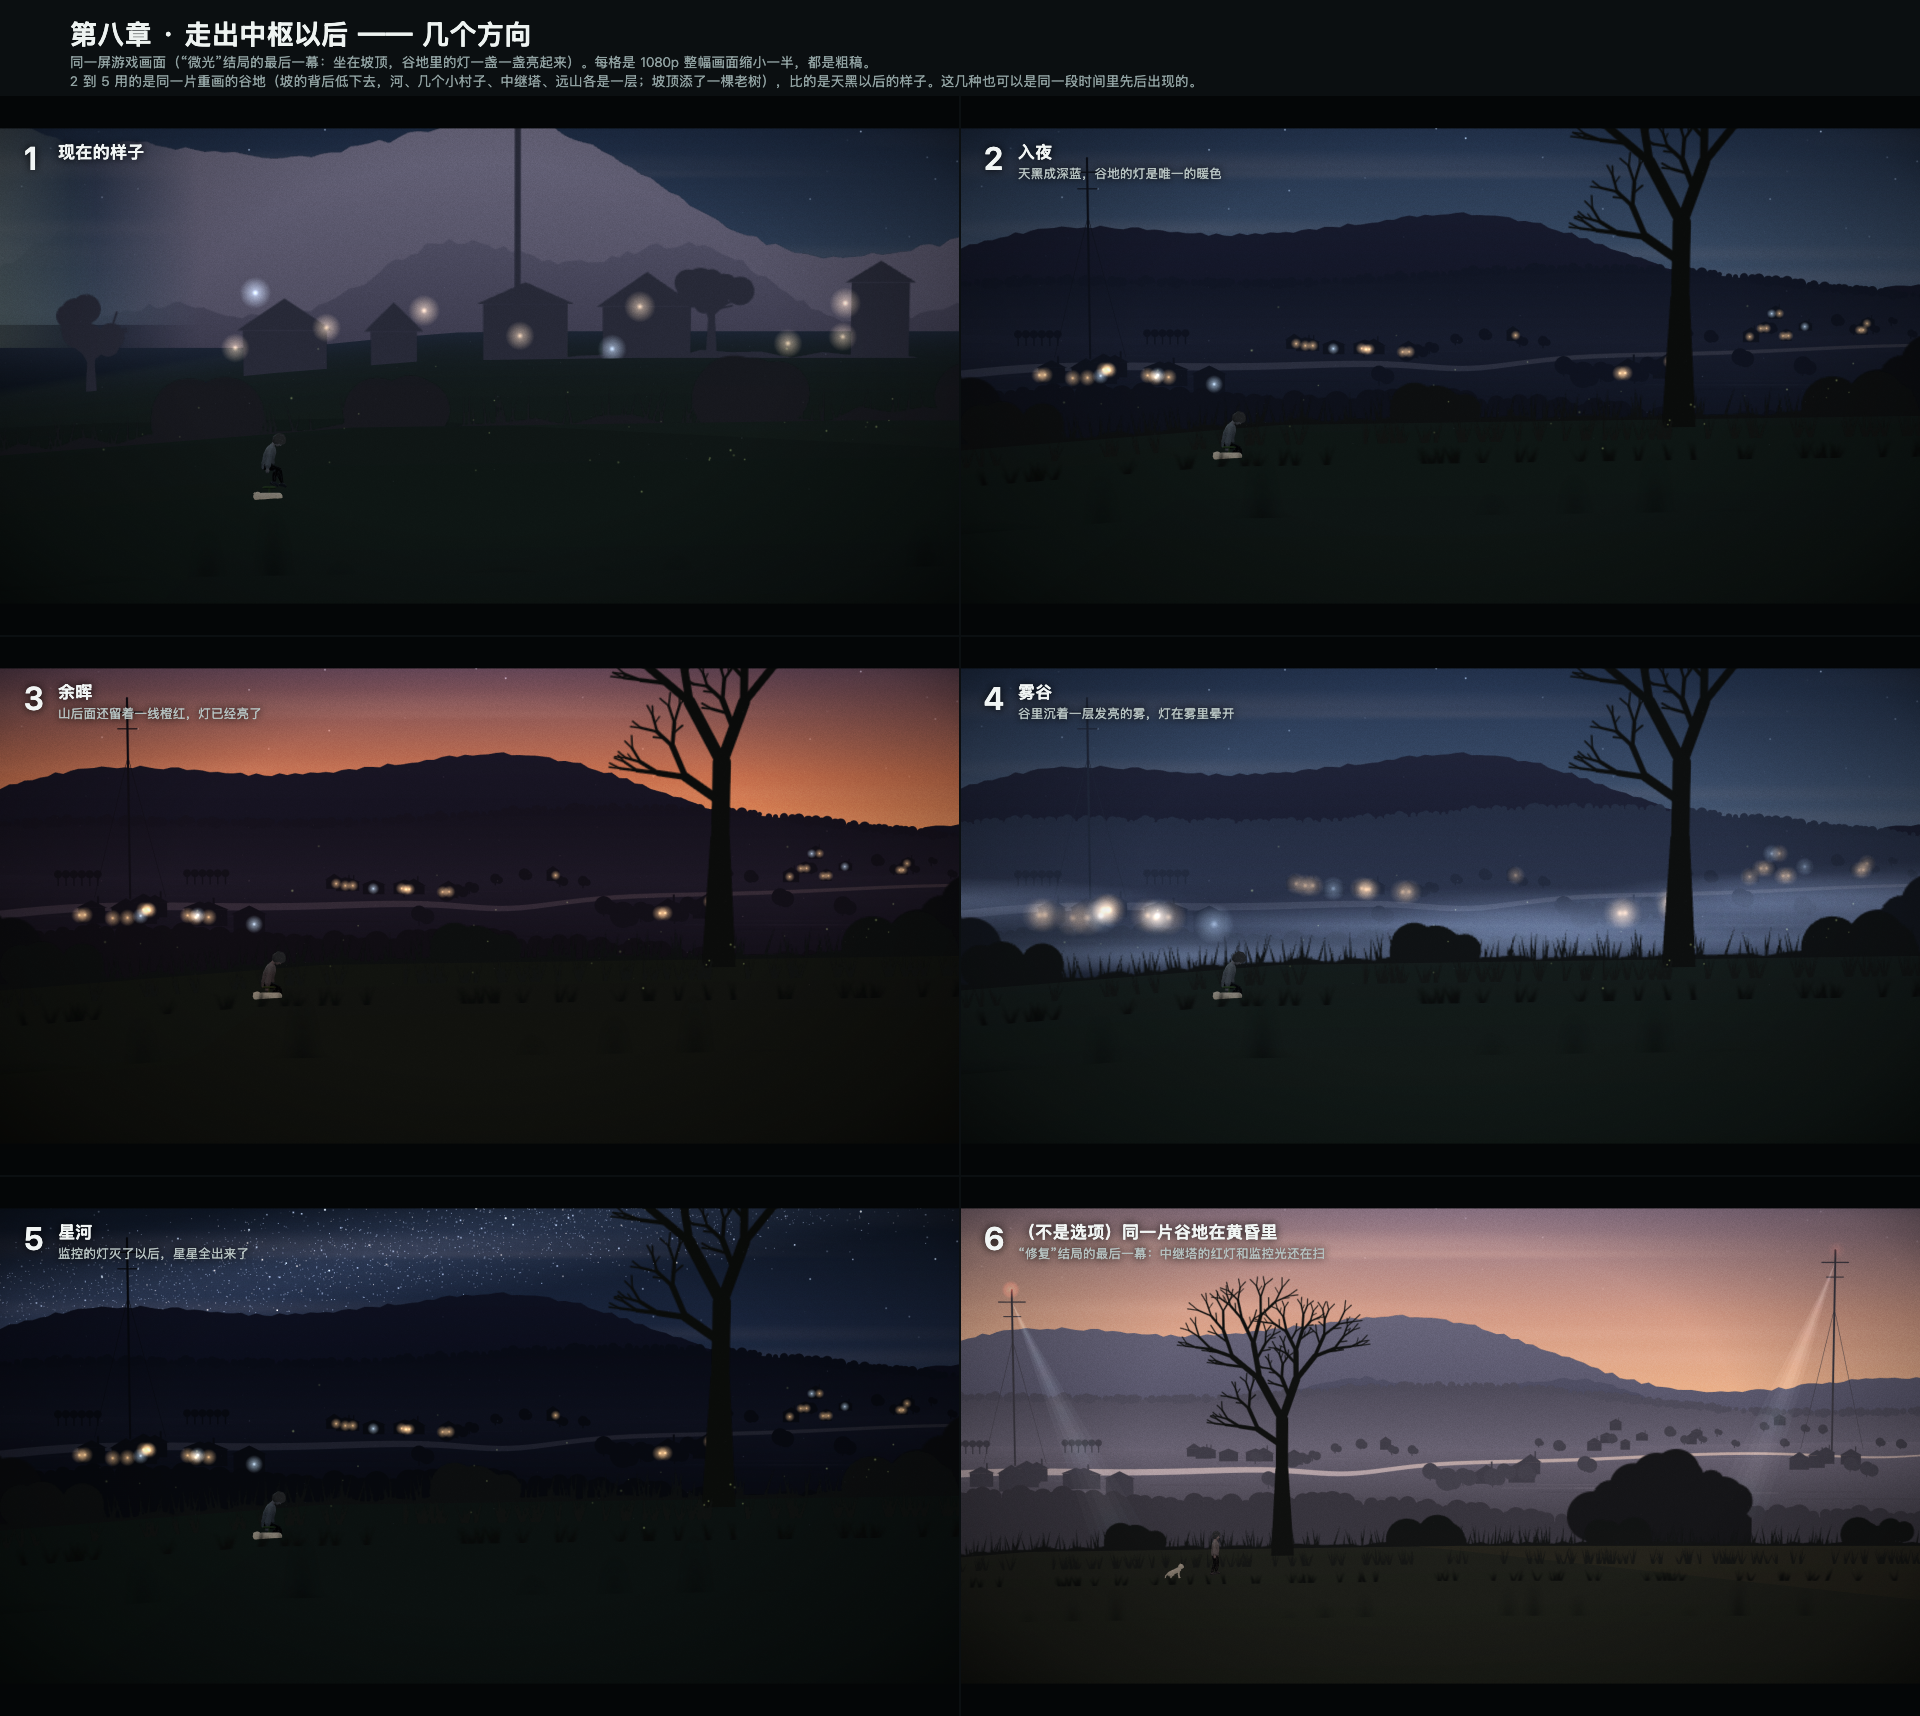 第八章 · 走出中枢以后 —— 几个方向
同一屏游戏画面（“微光”结局的最后一幕：坐在坡顶，谷地里的灯一盏一盏亮起来）。每格是 1080p 整幅画面缩小一半，都是粗稿。
2 到 5 用的是同一片重画的谷地（坡的背后低下去，河、几个小村子、中继塔、远山各是一层；坡顶添了一棵老树），比的是天黑以后的样子。这几种也可以是同一段时间里先后出现的。
1 现在的样子
2 入夜
天黑成深蓝，谷地的灯是唯一的暖色
3 余晖
山后面还留着一线橙红，灯已经亮了
4 雾谷
谷里沉着一层发亮的雾，灯在雾里晕开
5 星河
监控的灯灭了以后，星星全出来了
6 （不是选项）同一片谷地在黄昏里
“修复”结局的最后一幕：中继塔的红灯和监控光还在扫